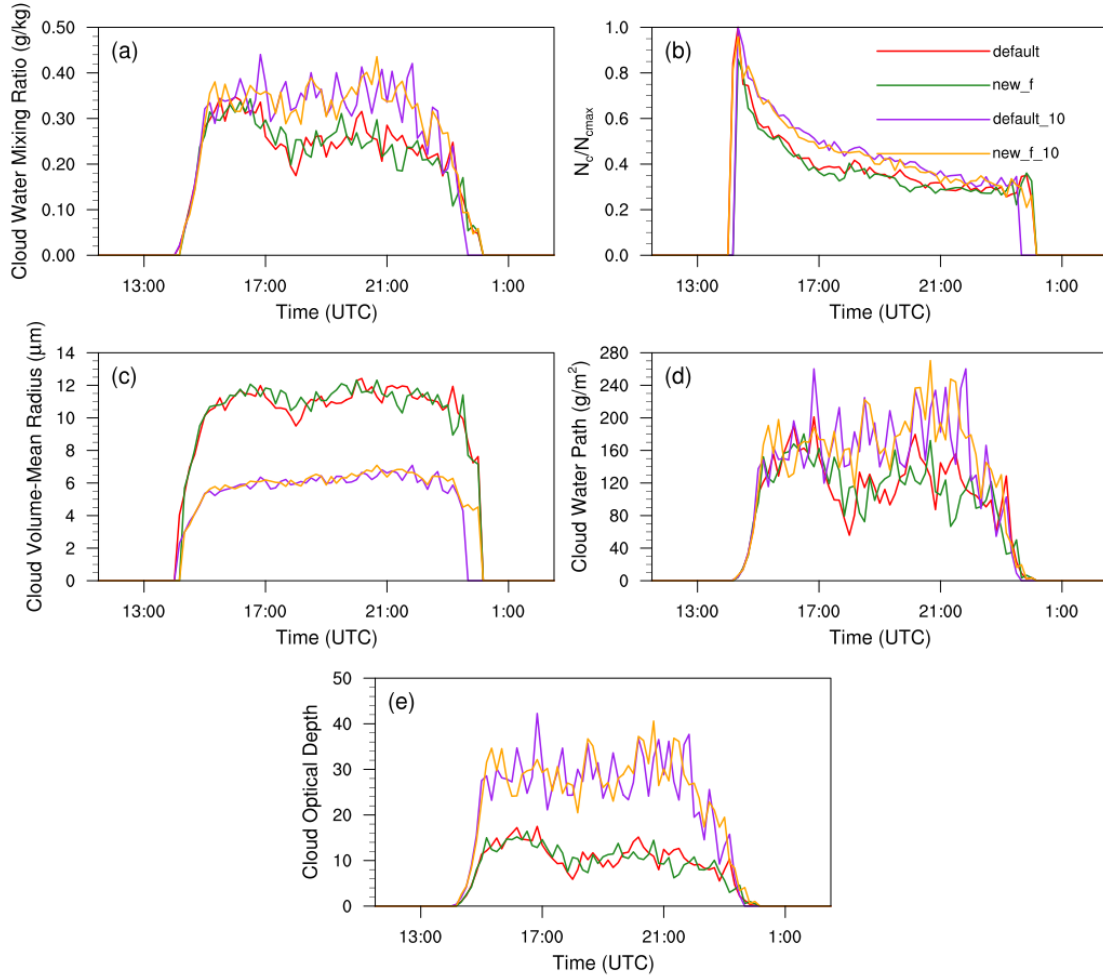 (a)
Cloud Water Mixing Ratio (g/kg)
0.50
0.40
0.30
0.20
0.10
0.00
13:00 17:00 21:00 1:00
Time (UTC)
(b)
N_c/N_cmax
1.0
0.8
0.6
0.4
0.2
0.0
default
new_f
default_10
new_f_10
13:00 17:00 21:00 1:00
Time (UTC)
(c)
Cloud Volume-Mean Radius (μm)
14
12
10
8
6
4
2
0
13:00 17:00 21:00 1:00
Time (UTC)
(d)
Cloud Water Path (g/m²)
280
240
200
160
120
80
40
0
13:00 17:00 21:00 1:00
Time (UTC)
(e)
Cloud Optical Depth
50
40
30
20
10
0
13:00 17:00 21:00 1:00
Time (UTC)